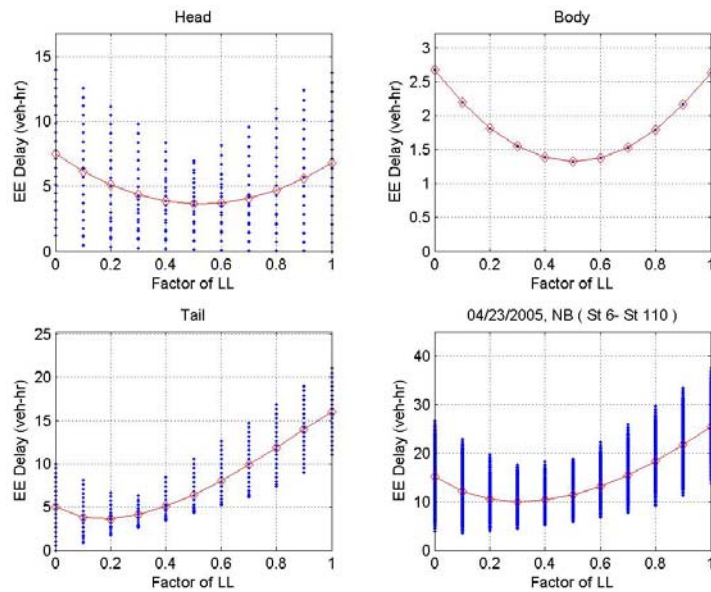 Head
EE Delay (veh-hr)
15
10
5
0
0 0.2 0.4 0.6 0.8 1
Factor of LL
Body
EE Delay (veh-hr)
3
2.5
2
1.5
1
0.5
0
0 0.2 0.4 0.6 0.8 1
Factor of LL
Tail
EE Delay (veh-hr)
25
20
15
10
5
0
0 0.2 0.4 0.6 0.8 1
Factor of LL
04/23/2005, NB ( St 6- St 110 )
EE Delay (veh-hr)
40
30
20
10
0
0 0.2 0.4 0.6 0.8 1
Factor of LL